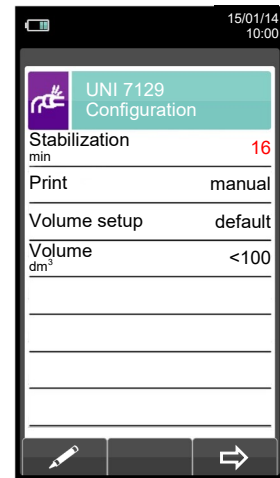 15/01/14
10:00
UNI 7129
Configuration
Stabilization
min
16
Print manual
Volume setup default
Volume
dm³
<100